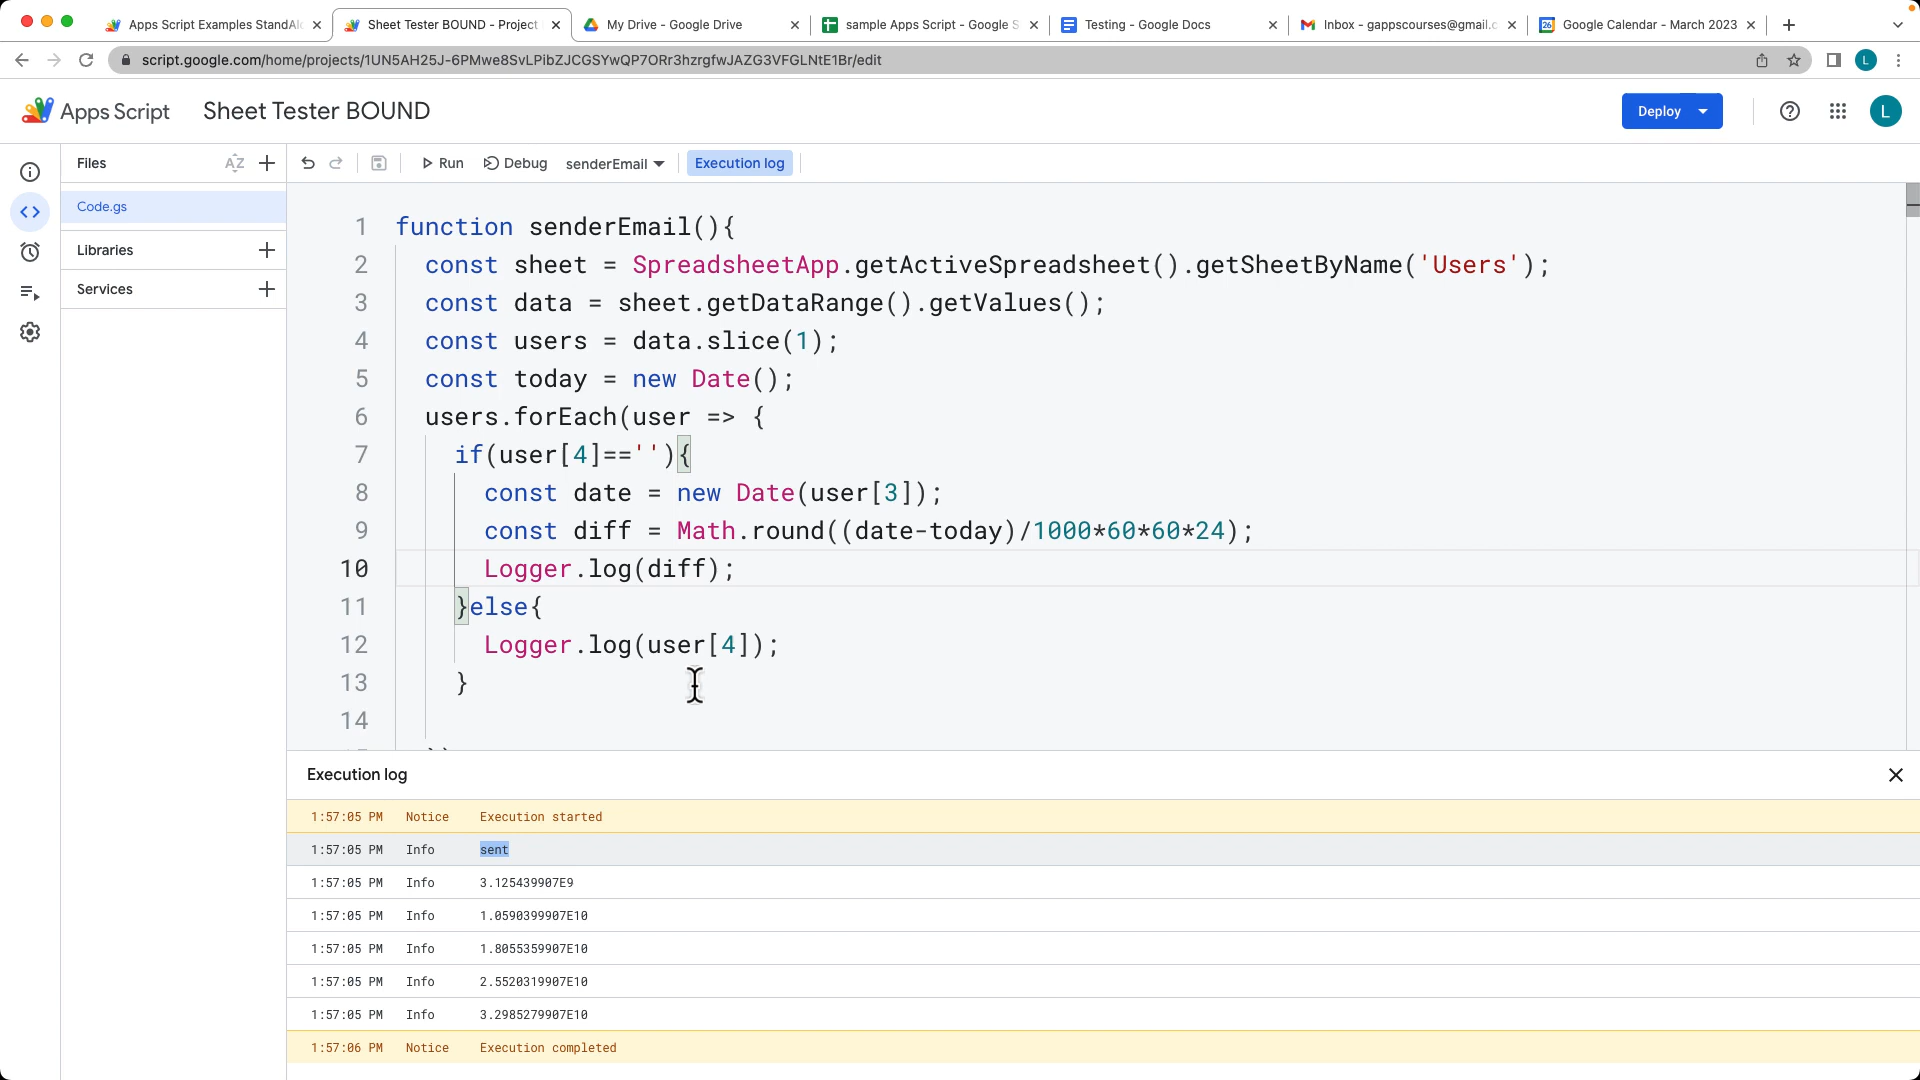 Apps Script Examples StandAl
Sheet Tester BOUND - Project
My Drive - Google Drive
sample Apps Script - Google S
Testing - Google Docs
Inbox - gappscourses@gmail.c
26
Google Calendar - March 2023
script.google.com/home/projects/1UN5AH25J-6PMwe8SvLPibZJCGSYwQP7ORr3hzrgfwJAZG3VFGLNtE1Br/edit
L
Apps Script
Sheet Tester BOUND
Deploy
L
Files
AZ
Run
Debug
senderEmail
Execution log
Code.gs
Libraries
Services
1 function senderEmail(){
2 const sheet = SpreadsheetApp.getActiveSpreadsheet().getSheetByName('Users');
3 const data = sheet.getDataRange().getValues();
4 const users = data.slice(1);
5 const today = new Date();
6 users.forEach(user => {
7 if(user[4]==''){
8 const date = new Date(user[3]);
9 const diff = Math.round((date-today)/1000*60*60*24);
10 Logger.log(diff);
11 }else{
12 Logger.log(user[4]);
13 }
14
Execution log
1:57:05 PM Notice Execution started
1:57:05 PM Info sent
1:57:05 PM Info 3.125439907E9
1:57:05 PM Info 1.0590399907E10
1:57:05 PM Info 1.8055359907E10
1:57:05 PM Info 2.5520319907E10
1:57:05 PM Info 3.2985279907E10
1:57:06 PM Notice Execution completed